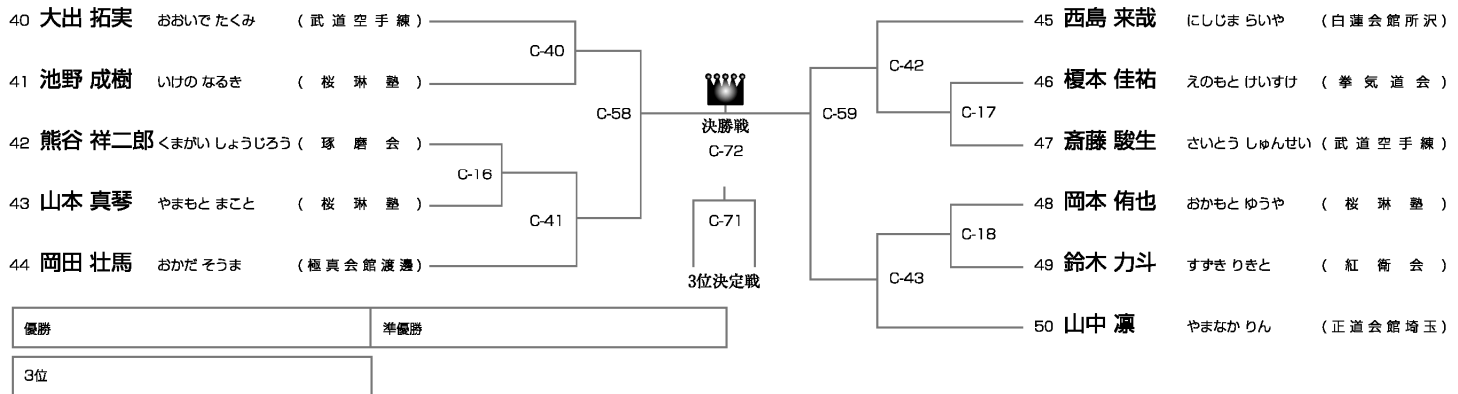 40 大出 拓実 おおいで たくみ (武道空手練)
C-40
41 池野 成樹 いけの なるき (桜琳塾)
C-58
42 熊谷 祥二郎 くまがい しょうじろう (琢磨会)
C-16
43 山本 真琴 やまもと まこと (桜琳塾)
C-41
44 岡田 壮馬 おかだ そうま (極真会館渡邊)
決勝戦
C-72
C-71
3位決定戦
45 西島 来哉 にしじま らいや (白蓮会館所沢)
C-42
46 榎本 佳祐 えのもと けいすけ (拳気道会)
C-59
C-17
47 斎藤 駿生 さいとう しゅんせい (武道空手練)
48 岡本 侑也 おかもと ゆうや (桜琳塾)
C-18
49 鈴木 力斗 すずき りきと (紅衛会)
C-43
50 山中 凛 やまなか りん (正道会館埼玉)
優勝
準優勝
3位